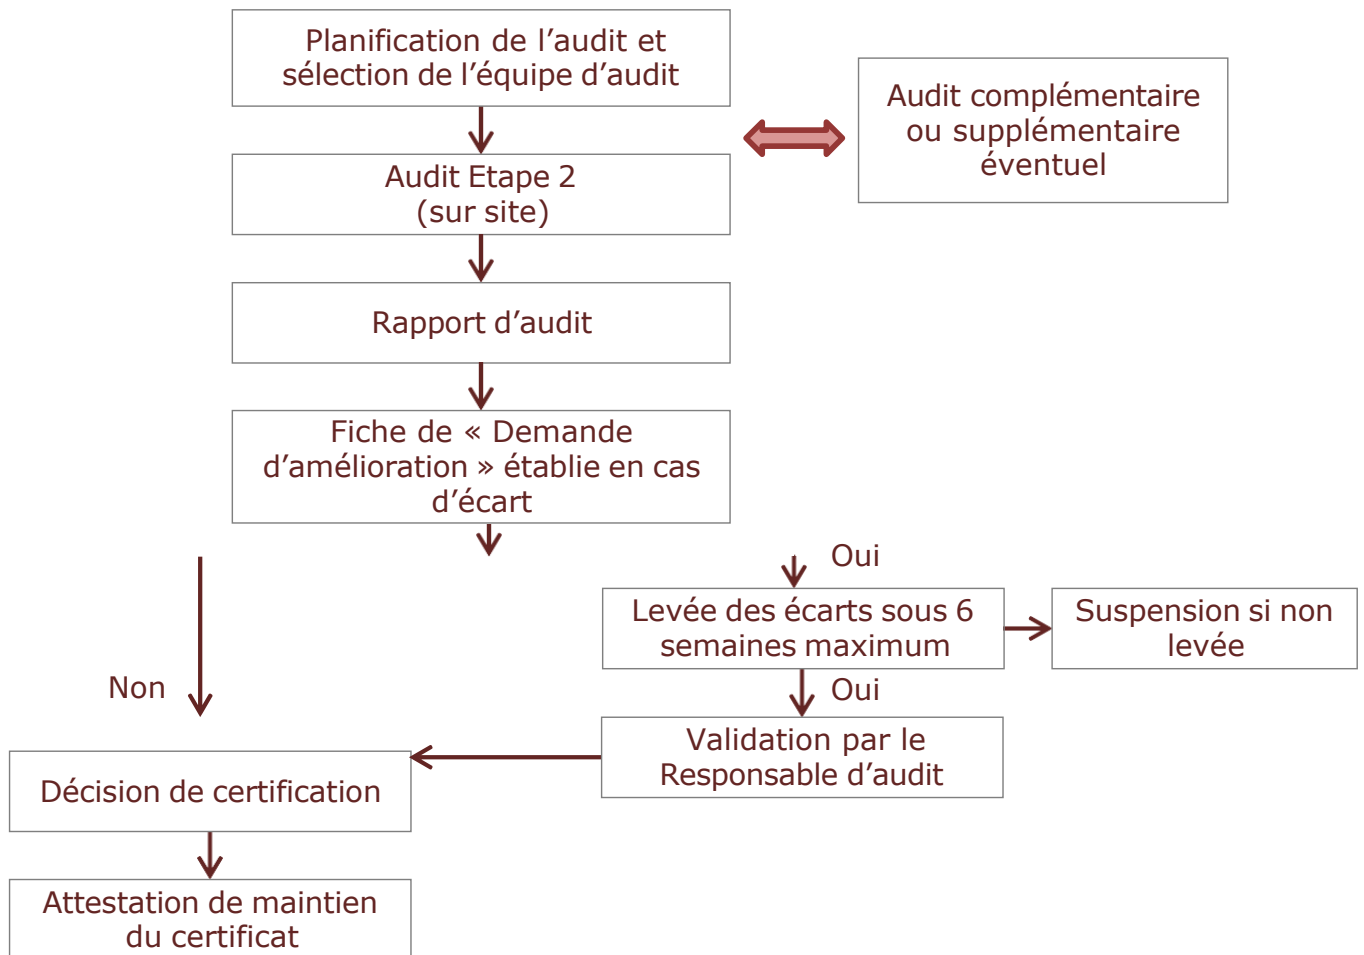 Planification de l’audit et
sélection de l’équipe d’audit
Audit complémentaire
ou supplémentaire
éventuel
Audit Etape 2
(sur site)
Rapport d’audit
Fiche de « Demande
d’amélioration » établie en cas
d’écart
Oui
Levée des écarts sous 6
semaines maximum
Suspension si non
levée
Non
Oui
Validation par le
Responsable d’audit
Décision de certification
Attestation de maintien
du certificat